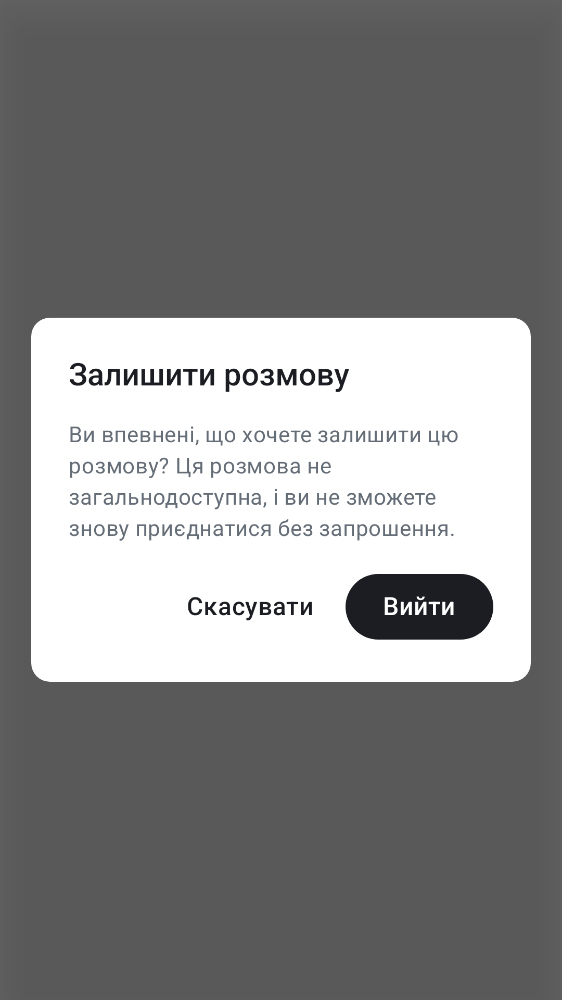 Залишити розмову
Ви впевнені, що хочете залишити цю
розмову? Ця розмова не
загальнодоступна, і ви не зможете
знову приєднатися без запрошення.
Скасувати
Вийти